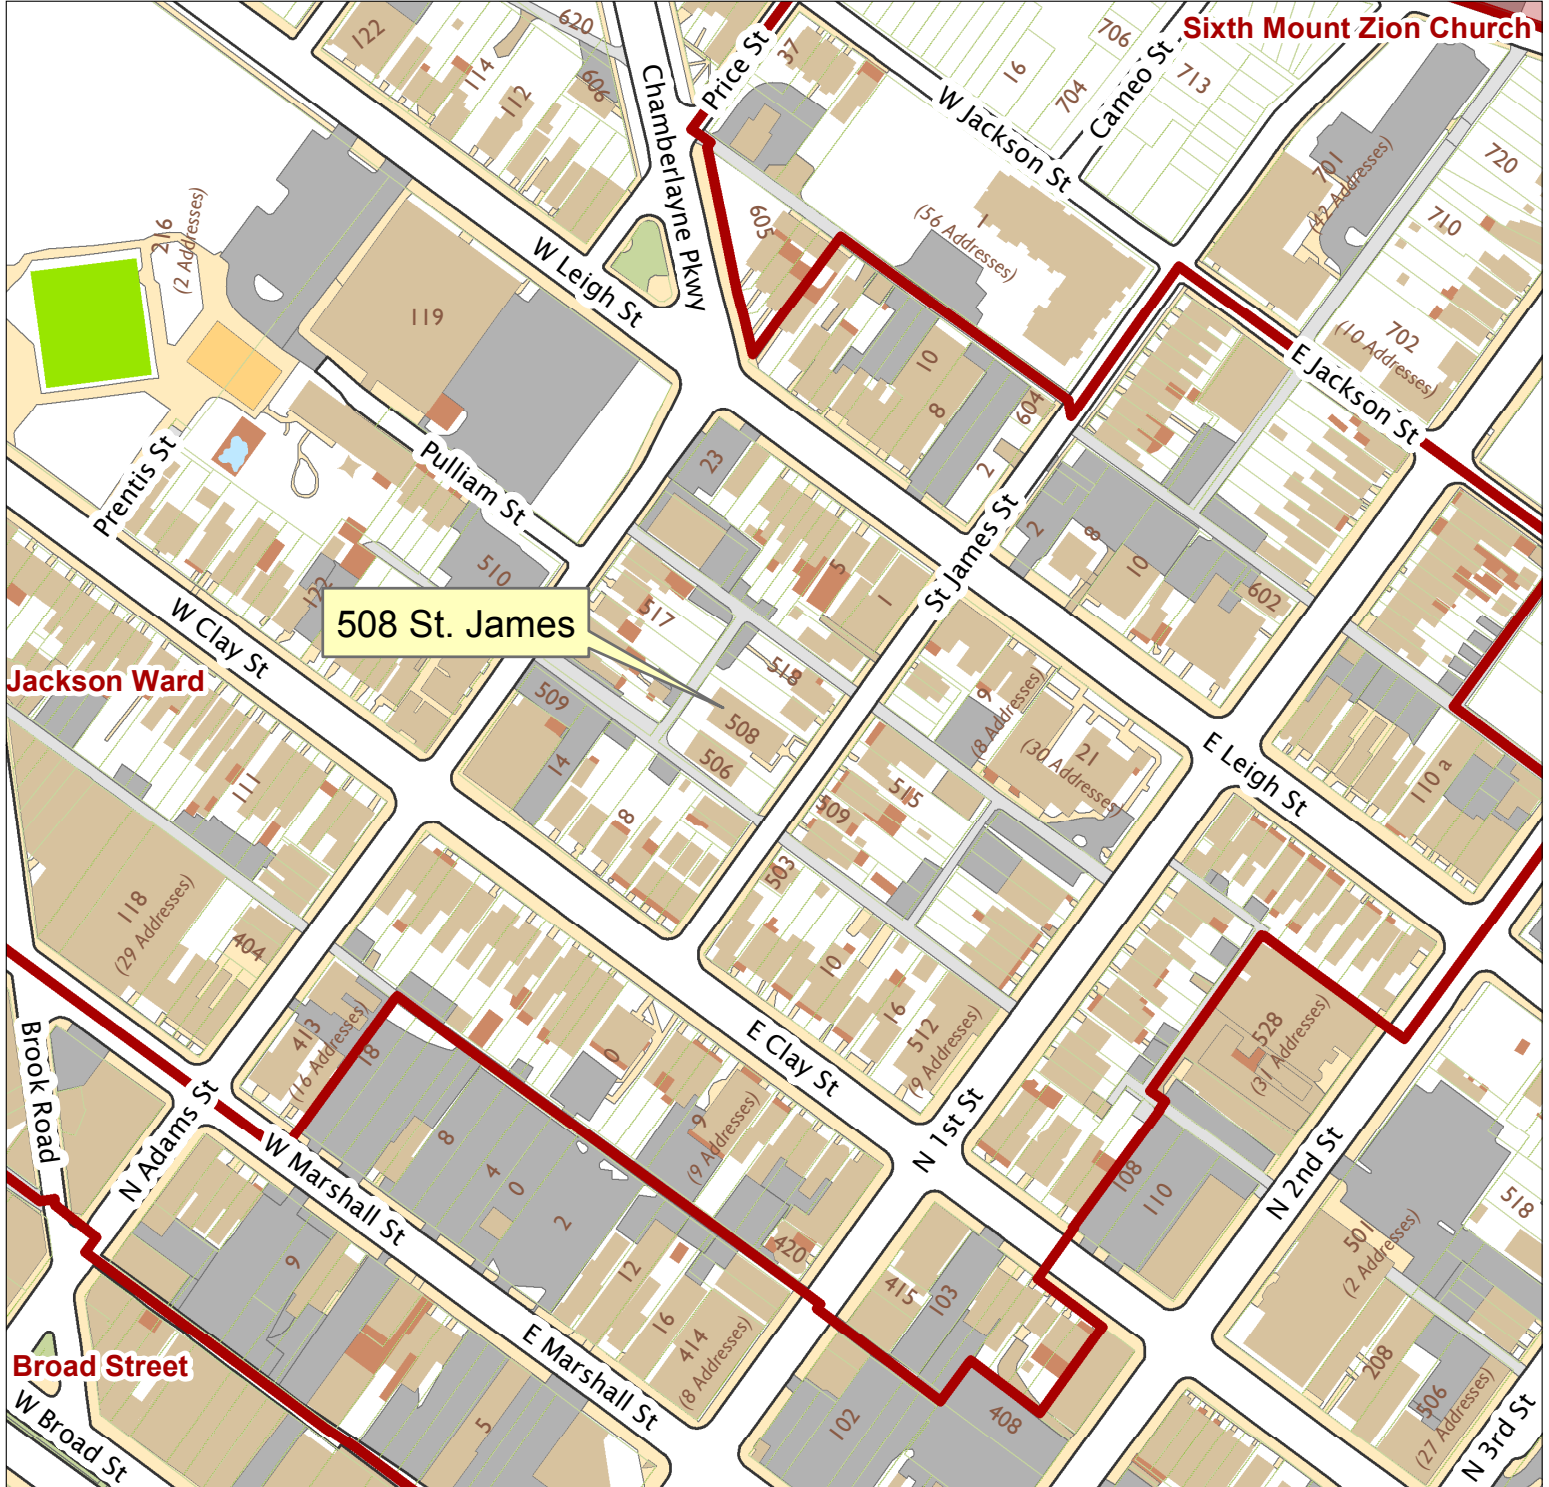 Sixth Mount Zion Church
122
620
114
112
606
Chamberlayne Pkwy
Price St
37
706
16
704
Cameo St
713
W Jackson St
701
(42 Addresses)
720
710
216
(2 Addresses)
605
1
(56 Addresses)
W Leigh St
119
702
(10 Addresses)
E Jackson St
10
8
604
2
Prentis St
Pulliam St
23
5
1
St James St
2
8
10
602
510
122
517
508 St. James
W Clay St
Jackson Ward
518
509
508
506
14
8
9
(8 Addresses)
21
(30 Addresses)
E Leigh St
110 a
515
509
503
111
118
(29 Addresses)
404
10
16
512
(9 Addresses)
413
(16 Addresses)
18
0
E Clay St
9
(9 Addresses)
528
(31 Addresses)
Brook Road
N Adams St
W Marshall St
8
4
0
2
N 1st St
108
110
N 2nd St
518
501
(2 Addresses)
9
12
16
414
(8 Addresses)
420
415
103
E Marshall St
Broad Street
W Broad St
5
102
408
208
506
(27 Addresses)
N 3rd St